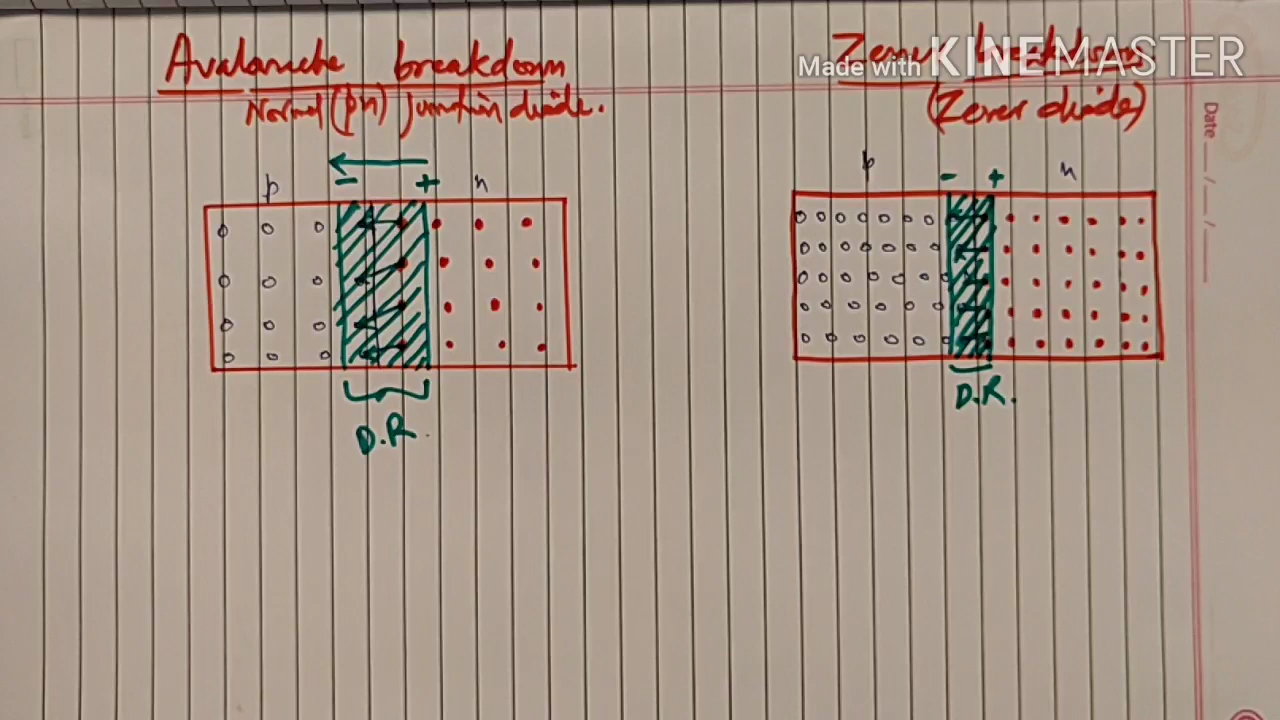 Avalanche breakdown
Normal (pn) Junction diode.
Zener breakdown
Made with KINEMASTER
(Zener diode)
Date
p - + n
p - + n
D.R.
D.R.